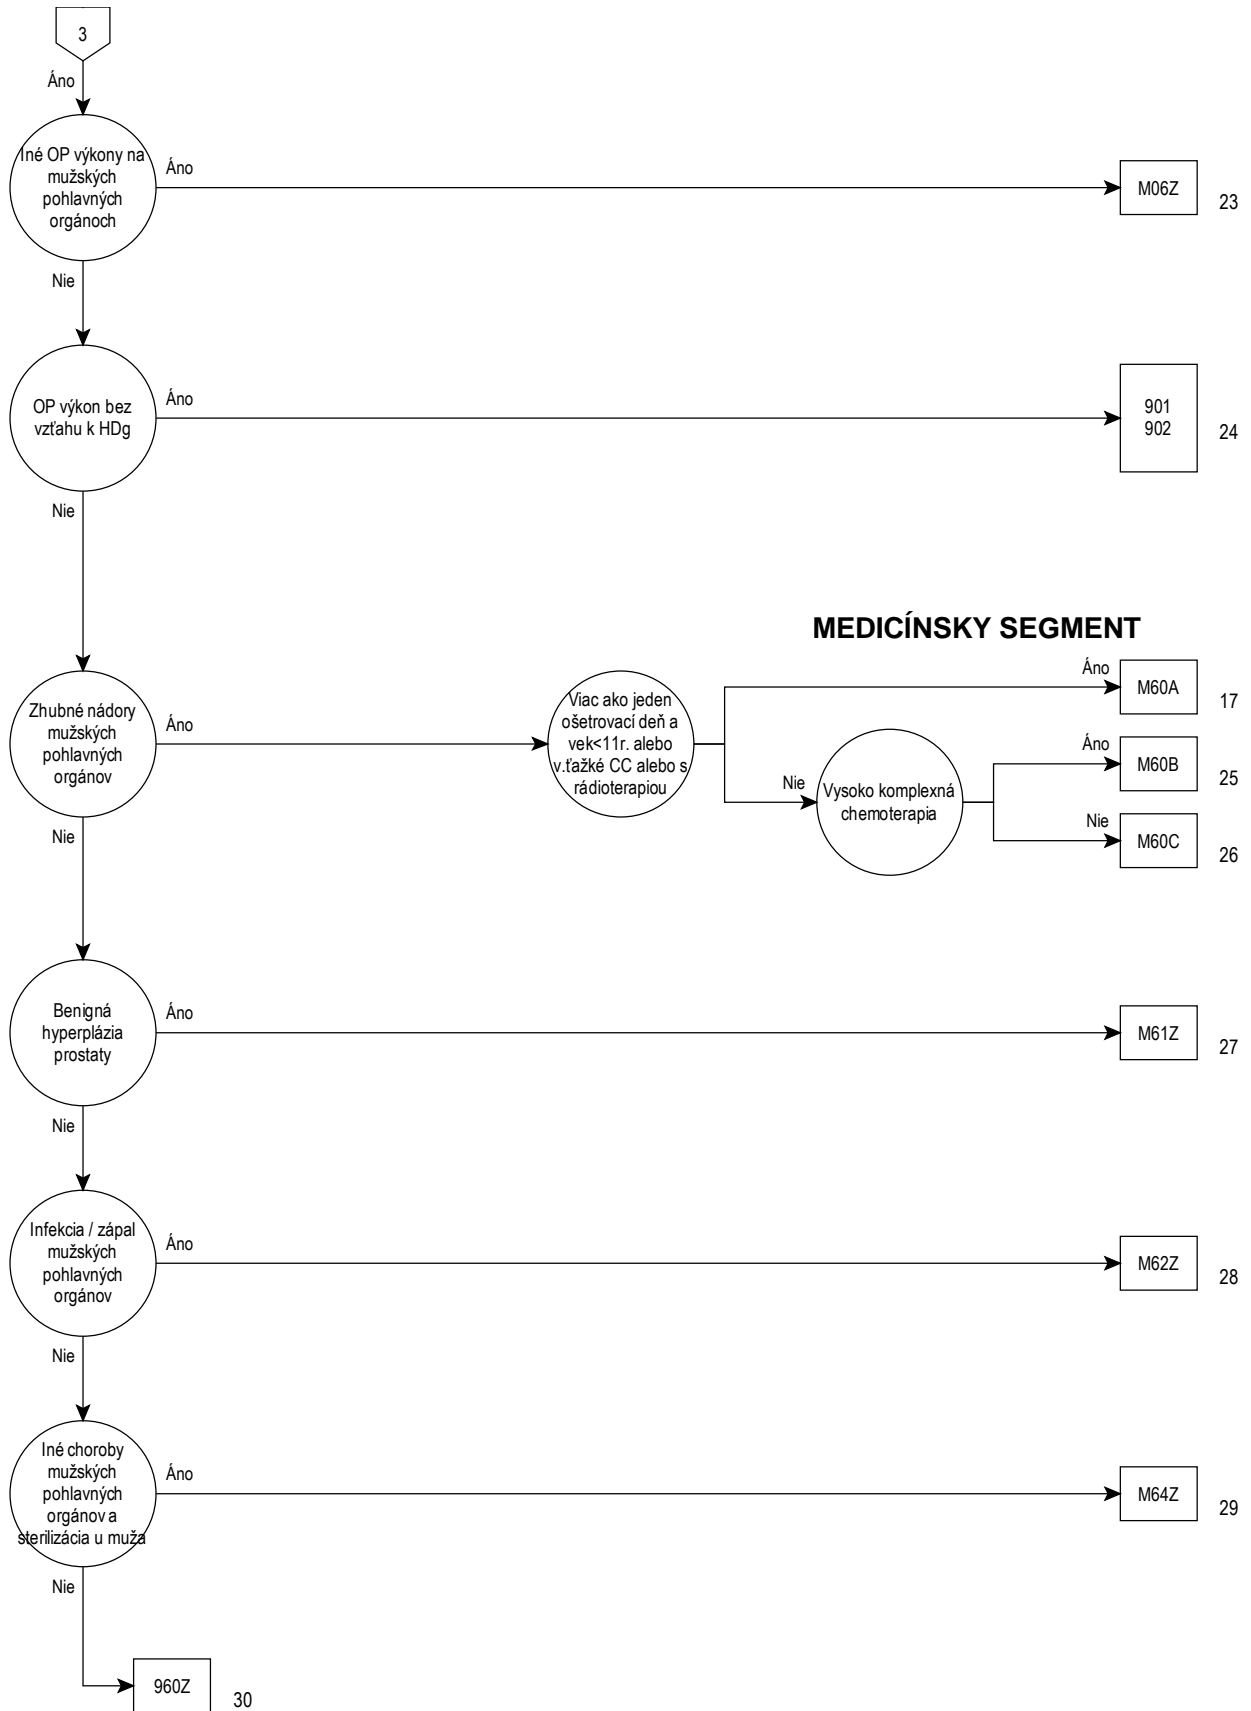 3
Áno
Iné OP výkony na
mužských
pohlavných
orgánoch
Áno
M06Z
23
Nie
OP výkon bez
vzťahu k HDg
Áno
901
902
24
Nie
MEDICÍNSKY SEGMENT
Zhubné nádory
mužských
pohlavných
orgánov
Áno
Viac ako jeden
ošetrovací deň a
vek<11r. alebo
v.ťažké CC alebo s
rádioterapiou
Áno
M60A
17
Nie
Vysoko komplexná
chemoterapia
Áno
M60B
25
Nie
M60C
26
Nie
Benigná
hyperplázia
prostaty
Áno
M61Z
27
Nie
Infekcia / zápal
mužských
pohlavných
orgánov
Áno
M62Z
28
Nie
Iné choroby
mužských
pohlavných
orgánov a
sterilizácia u muža
Áno
M64Z
29
Nie
960Z
30